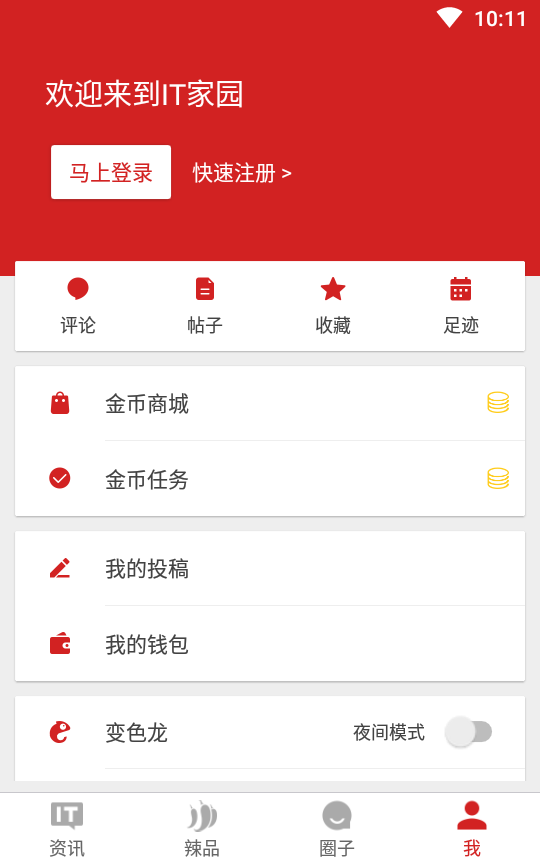 10:11
欢迎来到IT家园
马上登录 快速注册 >
评论 帖子 收藏 足迹
金币商城
金币任务
我的投稿
我的钱包
变色龙 夜间模式
IT
资讯 辣品 圈子 我